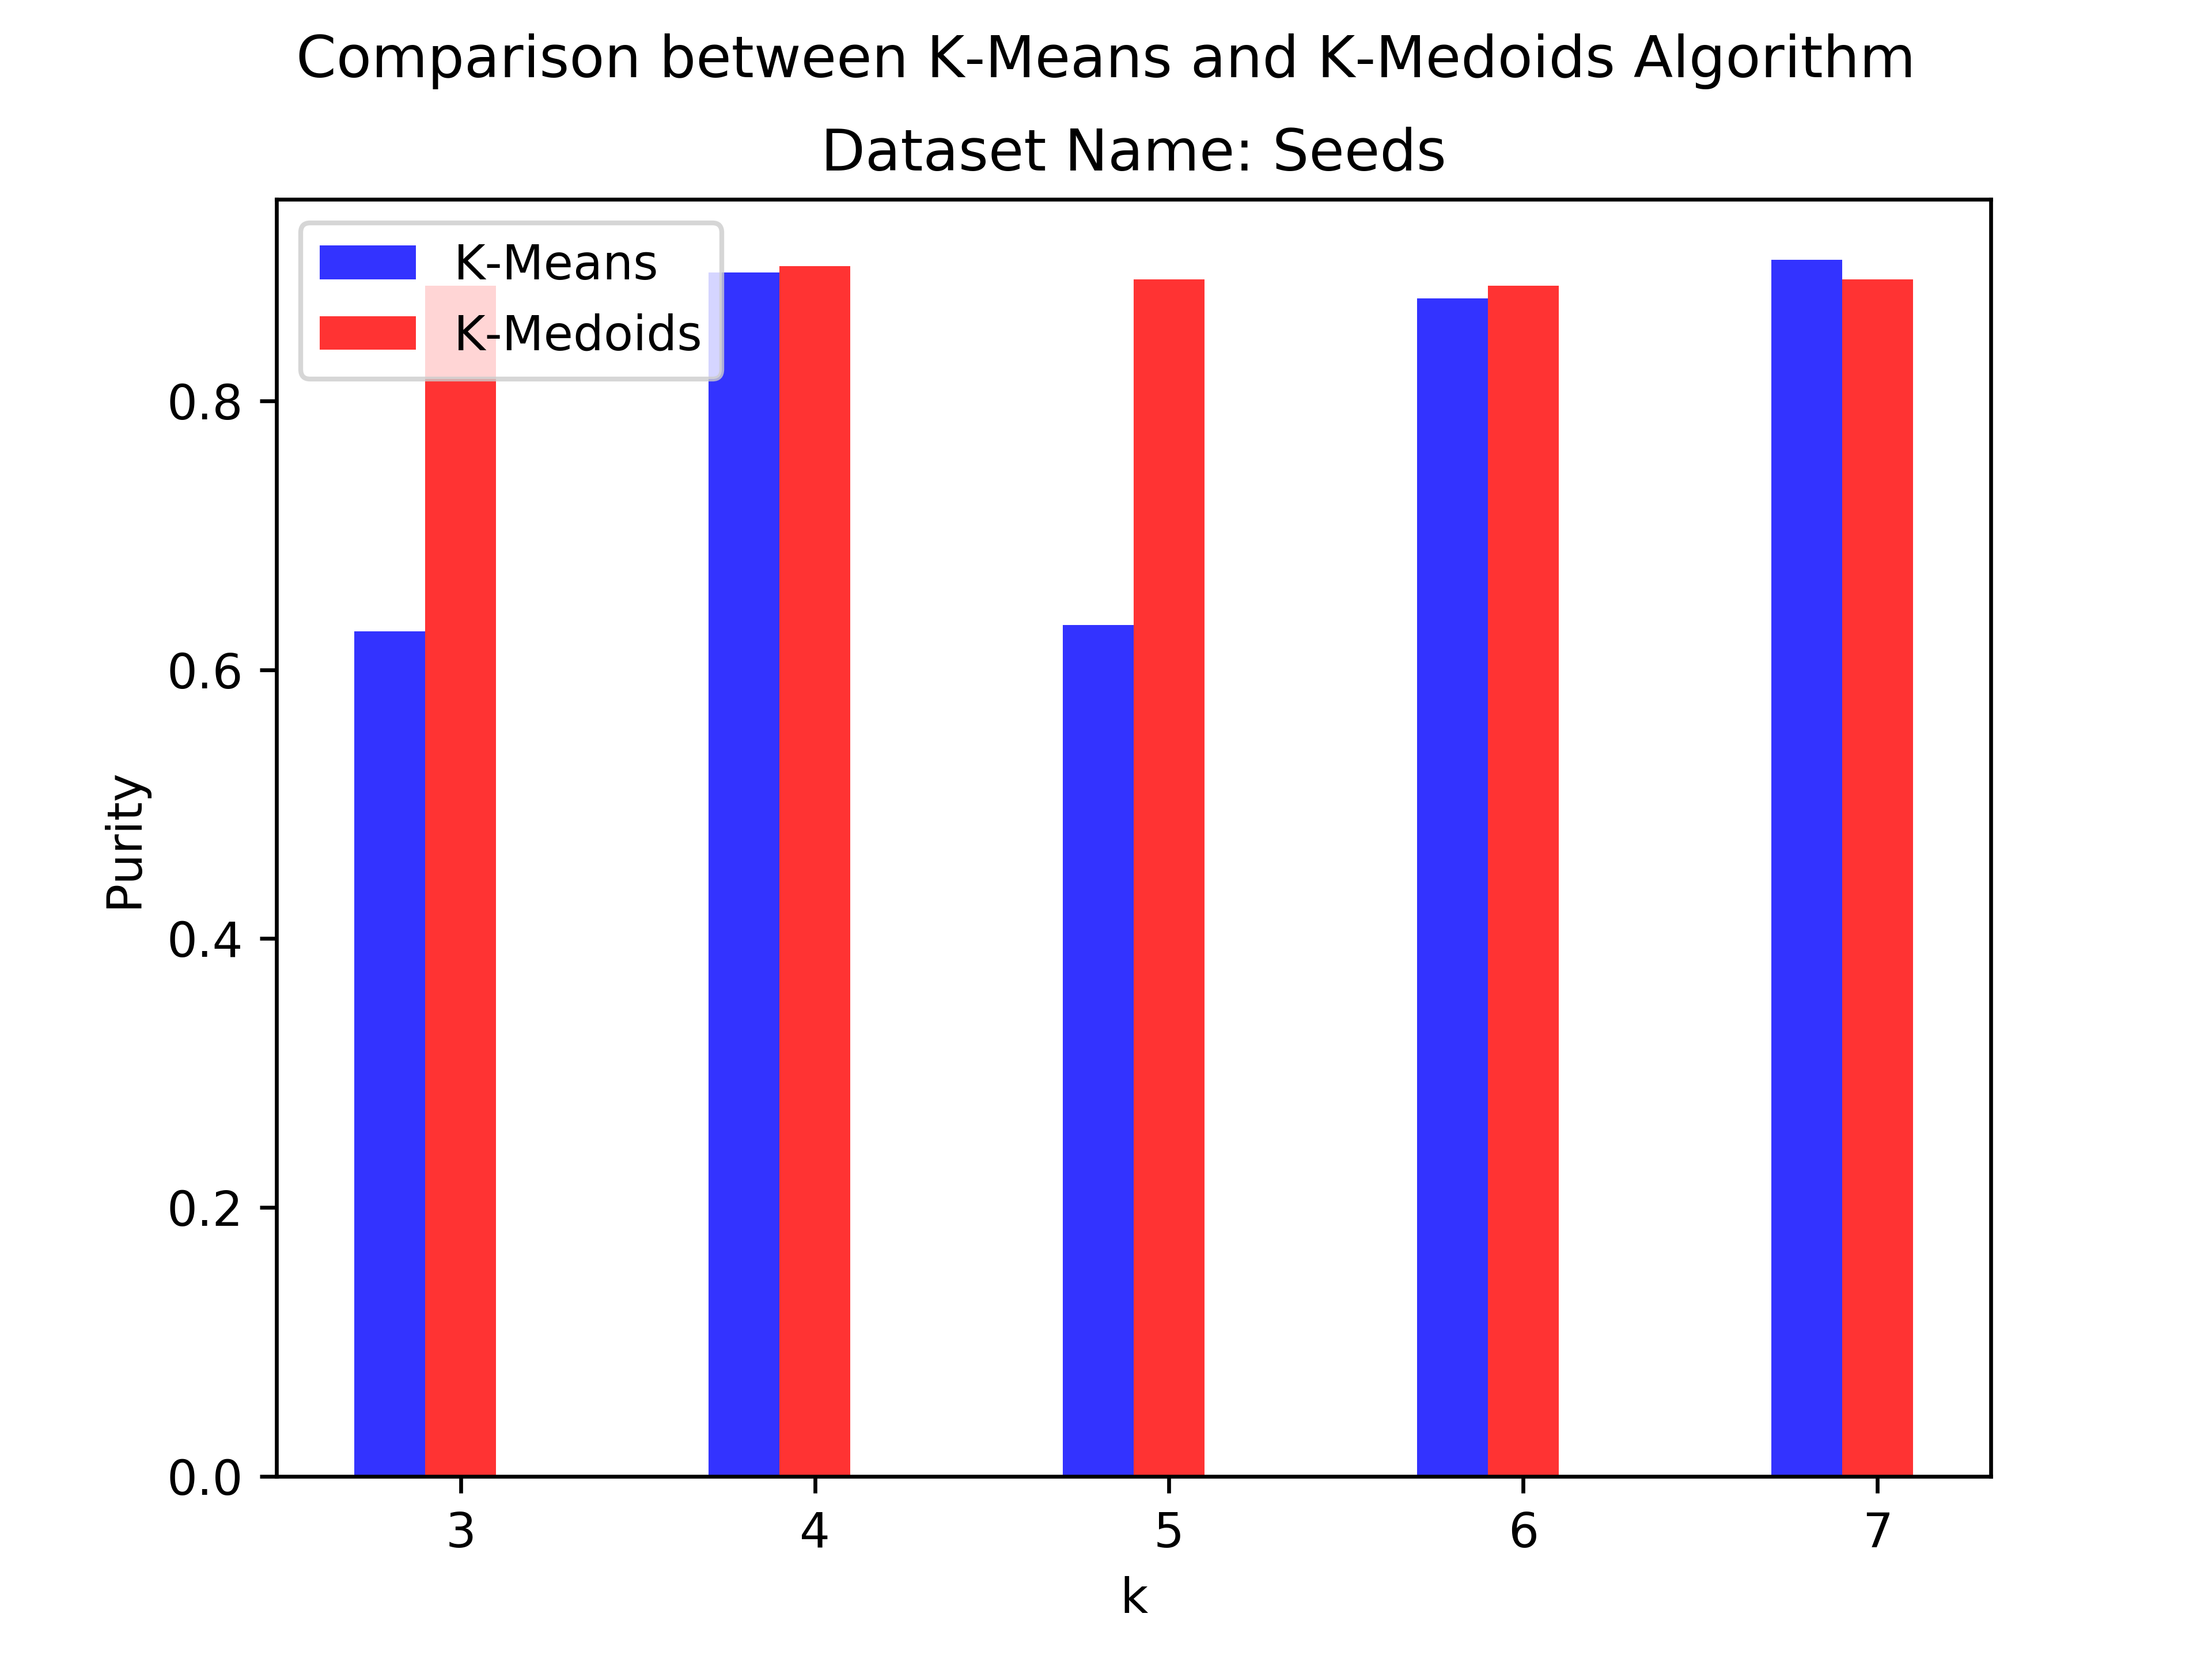 Comparison between K-Means and K-Medoids Algorithm
Dataset Name: Seeds
K-Means
K-Medoids
Purity
0.8
0.6
0.4
0.2
0.0
3 4 5 6 7
k